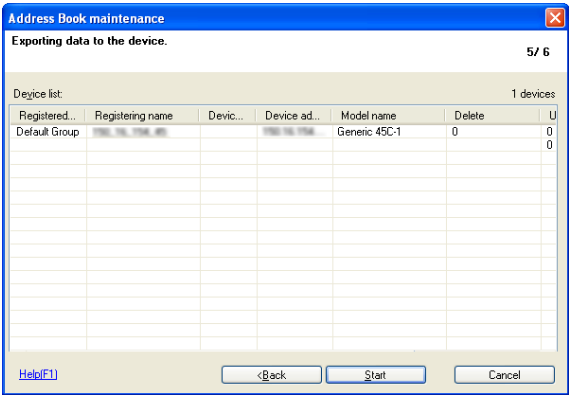 Address Book maintenance
Exporting data to the device.
5/ 6
Device list:
1 devices
Registered... Registering name Devic... Device ad... Model name Delete U
Default Group Generic 45C-1 0 0
0
Help(F1)
<Back Start Cancel